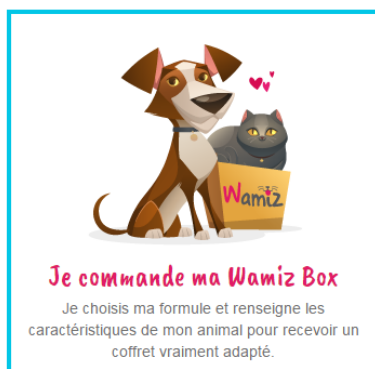 Wamiz
Je commande ma Wamiz Box
Je choisis ma formule et renseigne les
caractéristiques de mon animal pour recevoir un
coffret vraiment adapté.